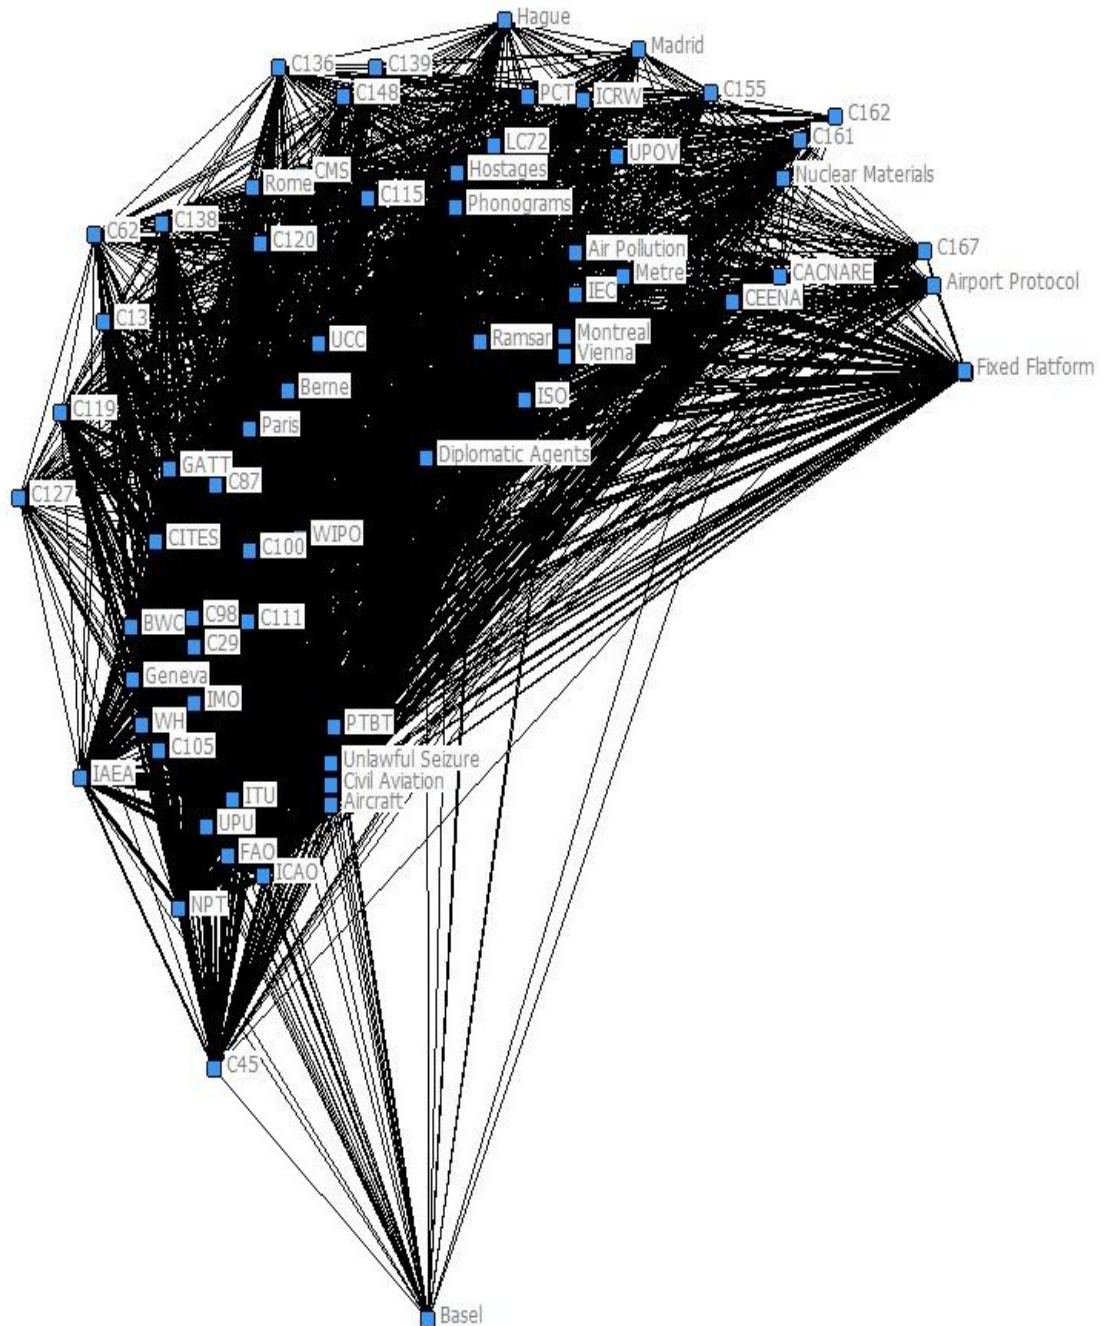 Hague
Madrid
C136
C139
C148
PCT
ICRW
C155
C162
C161
LC72
UPOV
Hostages
CMS
Rome
Nuclear Materials
C115
Phonograms
C62
C138
C120
Air Pollution
C167
Metre
CACNARE
Airport Protocol
IEC
CEENA
C13
UCC
Ramsar
Montreal
Vienna
Fixed Flatform
Berne
ISO
C119
Paris
Diplomatic Agents
GATT
C87
C127
CITES
WIPO
C100
BWC
C98
C111
C29
Geneva
IMO
WH
PTBT
C105
Unlawful Seizure
IAEA
Civil Aviation
ITU
Aircraft
UPU
FAO
ICAO
NPT
C45
Basel